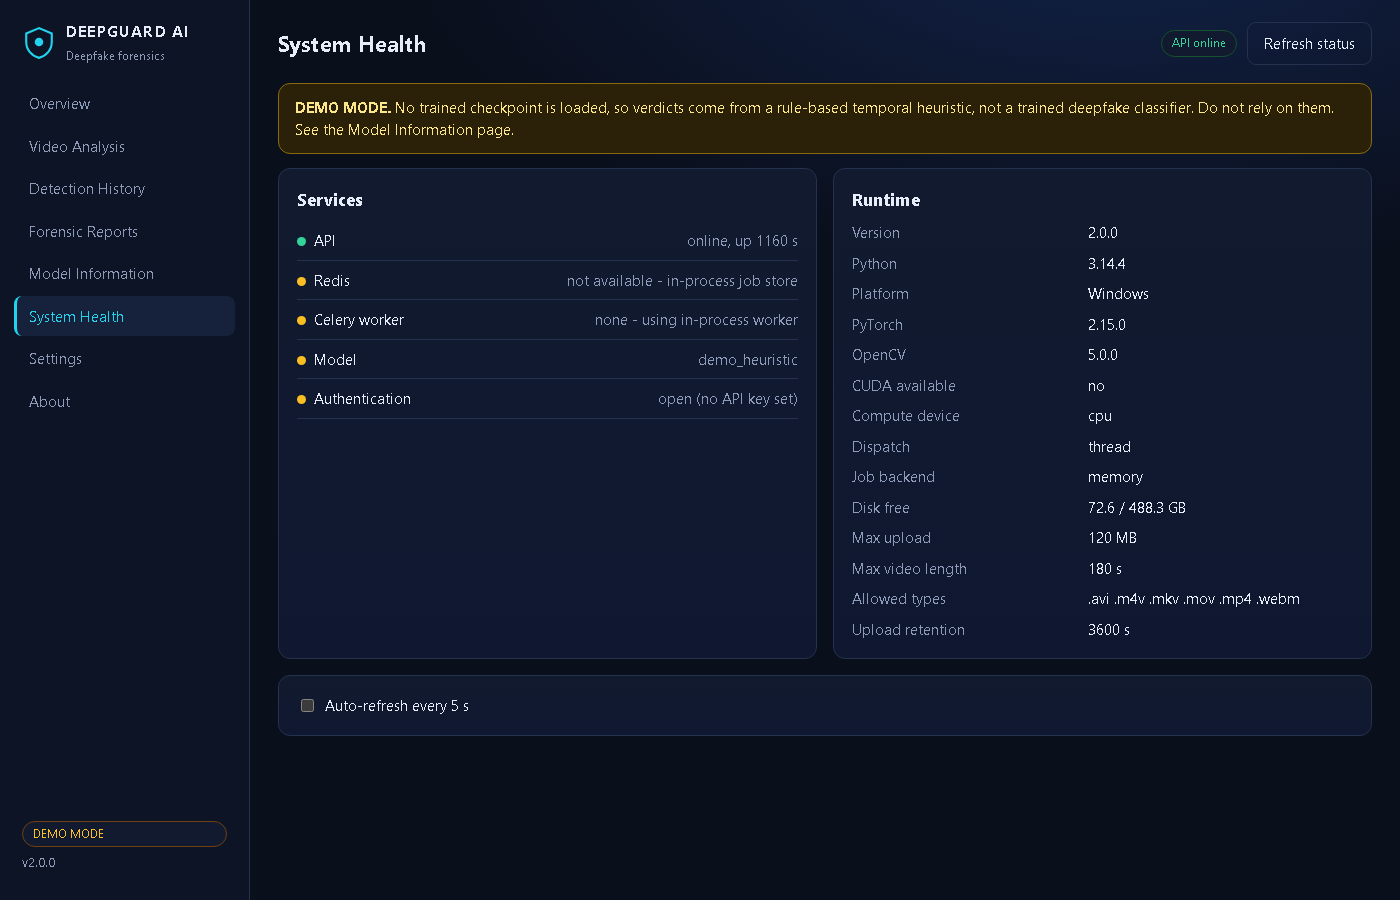 DEEPGUARD AI
Deepfake forensics
Overview
Video Analysis
Detection History
Forensic Reports
Model Information
System Health
Settings
About
DEMO MODE
v2.0.0
System Health
API online
Refresh status
DEMO MODE. No trained checkpoint is loaded, so verdicts come from a rule-based temporal heuristic, not a trained deepfake classifier. Do not rely on them.
See the Model Information page.
Services
API online, up 1160 s
Redis not available - in-process job store
Celery worker none - using in-process worker
Model demo_heuristic
Authentication open (no API key set)
Runtime
Version 2.0.0
Python 3.14.4
Platform Windows
PyTorch 2.15.0
OpenCV 5.0.0
CUDA available no
Compute device cpu
Dispatch thread
Job backend memory
Disk free 72.6 / 488.3 GB
Max upload 120 MB
Max video length 180 s
Allowed types .avi .m4v .mkv .mov .mp4 .webm
Upload retention 3600 s
Auto-refresh every 5 s